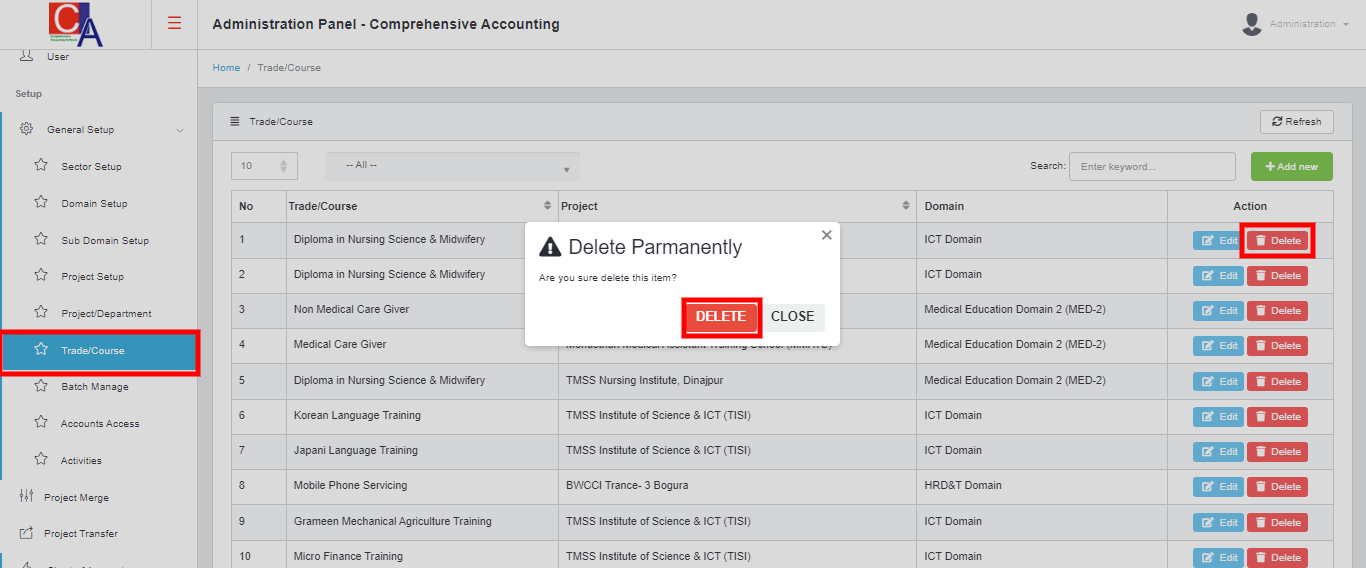 CA
Administration Panel - Comprehensive Accounting
Administration
User
Home / Trade/Course
Setup
General Setup
Sector Setup
Domain Setup
Sub Domain Setup
Project Setup
Project/Department
Trade/Course
Batch Manage
Accounts Access
Activities
Project Merge
Project Transfer
Trade/Course
Refresh
10
-- All --
Search: Enter keyword...
Add new
No Trade/Course Project Domain Action
1 Diploma in Nursing Science & Midwifery ICT Domain Edit Delete
2 Diploma in Nursing Science & Midwifery ICT Domain Edit Delete
3 Non Medical Care Giver Medical Education Domain 2 (MED-2) Edit Delete
4 Medical Care Giver Medical Education Domain 2 (MED-2) Edit Delete
5 Diploma in Nursing Science & Midwifery TMSS Nursing Institute, Dinajpur Medical Education Domain 2 (MED-2) Edit Delete
6 Korean Language Training TMSS Institute of Science & ICT (TISI) ICT Domain Edit Delete
7 Japani Language Training TMSS Institute of Science & ICT (TISI) ICT Domain Edit Delete
8 Mobile Phone Servicing BWCCI Trance- 3 Bogura HRD&T Domain Edit Delete
9 Grameen Mechanical Agriculture Training TMSS Institute of Science & ICT (TISI) ICT Domain Edit Delete
10 Micro Finance Training TMSS Institute of Science & ICT (TISI) ICT Domain Edit Delete
Delete Parmanently
×
Are you sure delete this item?
DELETE CLOSE